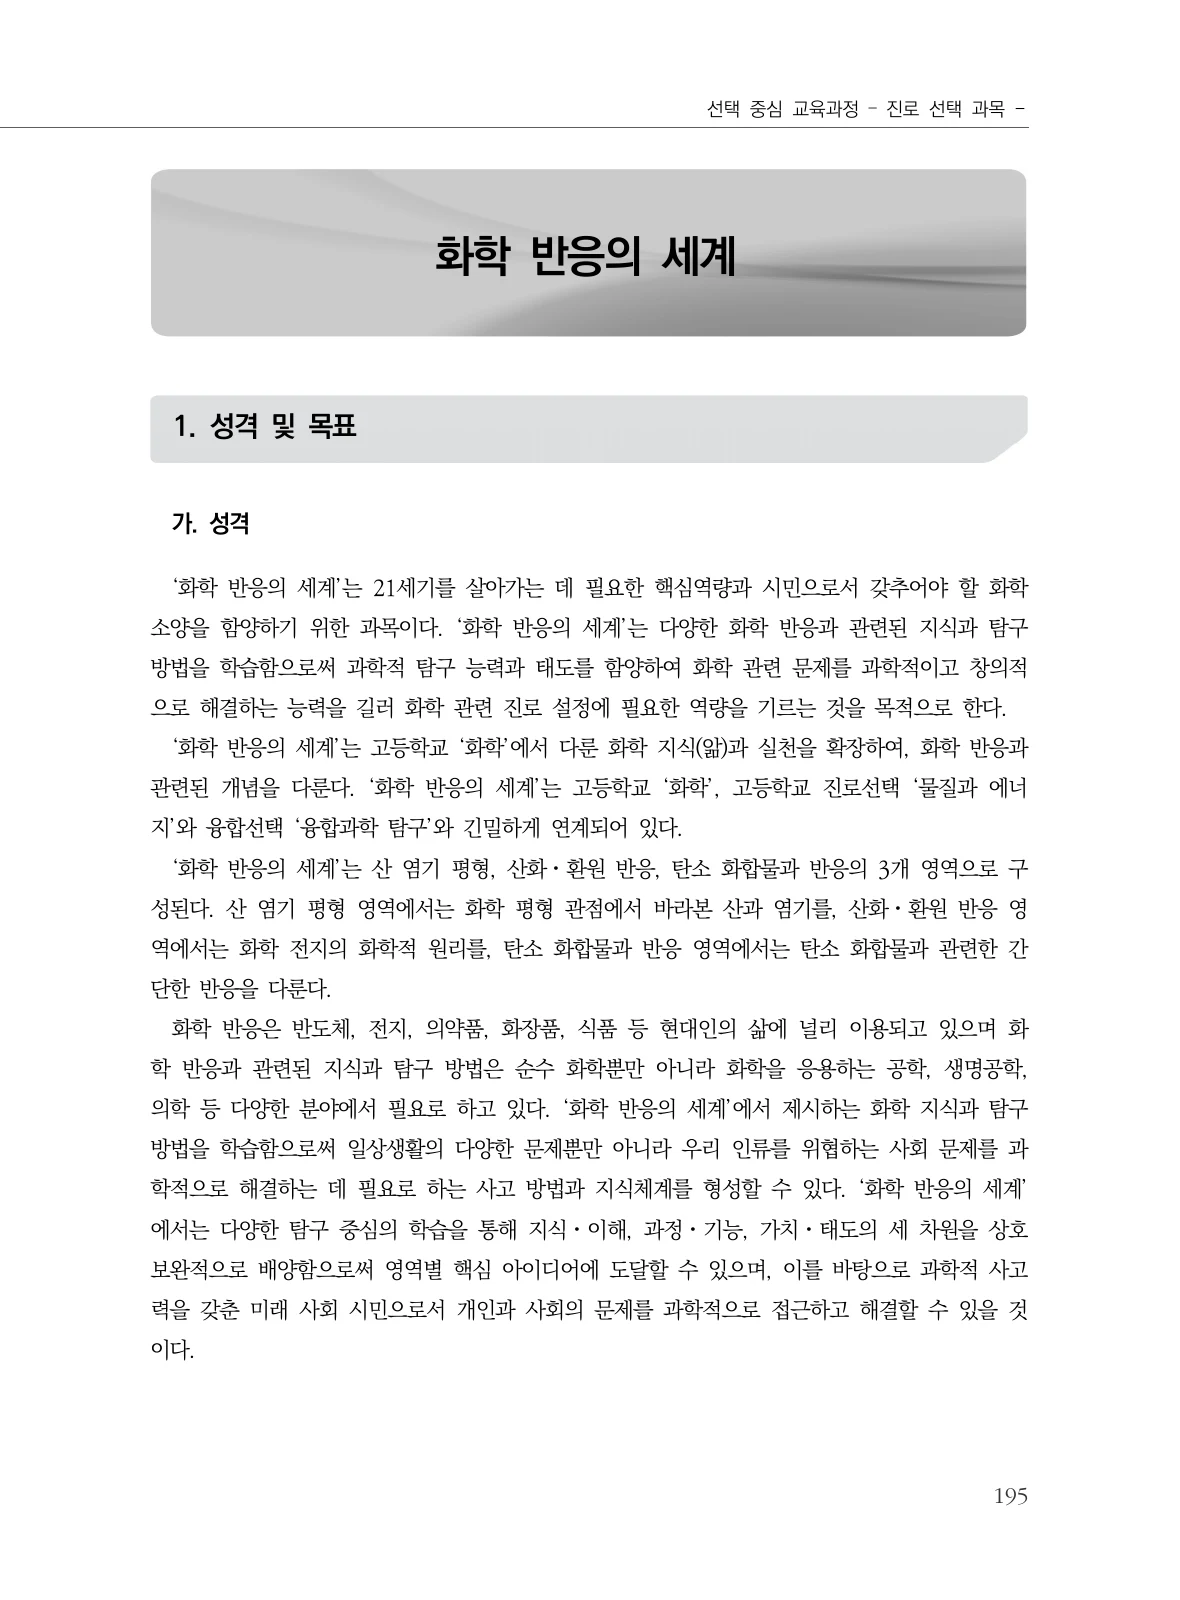 선택 중심 교육과정 - 진로 선택 과목 -
화학 반응의 세계
1. 성격 및 목표
가. 성격
‘화학 반응의 세계’는 21세기를 살아가는 데 필요한 핵심역량과 시민으로서 갖추어야 할 화학
소양을 함양하기 위한 과목이다. ‘화학 반응의 세계’는 다양한 화학 반응과 관련된 지식과 탐구
방법을 학습함으로써 과학적 탐구 능력과 태도를 함양하여 화학 관련 문제를 과학적이고 창의적
으로 해결하는 능력을 길러 화학 관련 진로 설정에 필요한 역량을 기르는 것을 목적으로 한다.
‘화학 반응의 세계’는 고등학교 ‘화학’에서 다룬 화학 지식(앎)과 실천을 확장하여, 화학 반응과
관련된 개념을 다룬다. ‘화학 반응의 세계’는 고등학교 ‘화학’, 고등학교 진로선택 ‘물질과 에너
지’와 융합선택 ‘융합과학 탐구’와 긴밀하게 연계되어 있다.
‘화학 반응의 세계’는 산 염기 평형, 산화･환원 반응, 탄소 화합물과 반응의 3개 영역으로 구
성된다. 산 염기 평형 영역에서는 화학 평형 관점에서 바라본 산과 염기를, 산화･환원 반응 영
역에서는 화학 전지의 화학적 원리를, 탄소 화합물과 반응 영역에서는 탄소 화합물과 관련한 간
단한 반응을 다룬다.
화학 반응은 반도체, 전지, 의약품, 화장품, 식품 등 현대인의 삶에 널리 이용되고 있으며 화
학 반응과 관련된 지식과 탐구 방법은 순수 화학뿐만 아니라 화학을 응용하는 공학, 생명공학,
의학 등 다양한 분야에서 필요로 하고 있다. ‘화학 반응의 세계’에서 제시하는 화학 지식과 탐구
방법을 학습함으로써 일상생활의 다양한 문제뿐만 아니라 우리 인류를 위협하는 사회 문제를 과
학적으로 해결하는 데 필요로 하는 사고 방법과 지식체계를 형성할 수 있다. ‘화학 반응의 세계’
에서는 다양한 탐구 중심의 학습을 통해 지식･이해, 과정･기능, 가치･태도의 세 차원을 상호
보완적으로 배양함으로써 영역별 핵심 아이디어에 도달할 수 있으며, 이를 바탕으로 과학적 사고
력을 갖춘 미래 사회 시민으로서 개인과 사회의 문제를 과학적으로 접근하고 해결할 수 있을 것
이다.
195